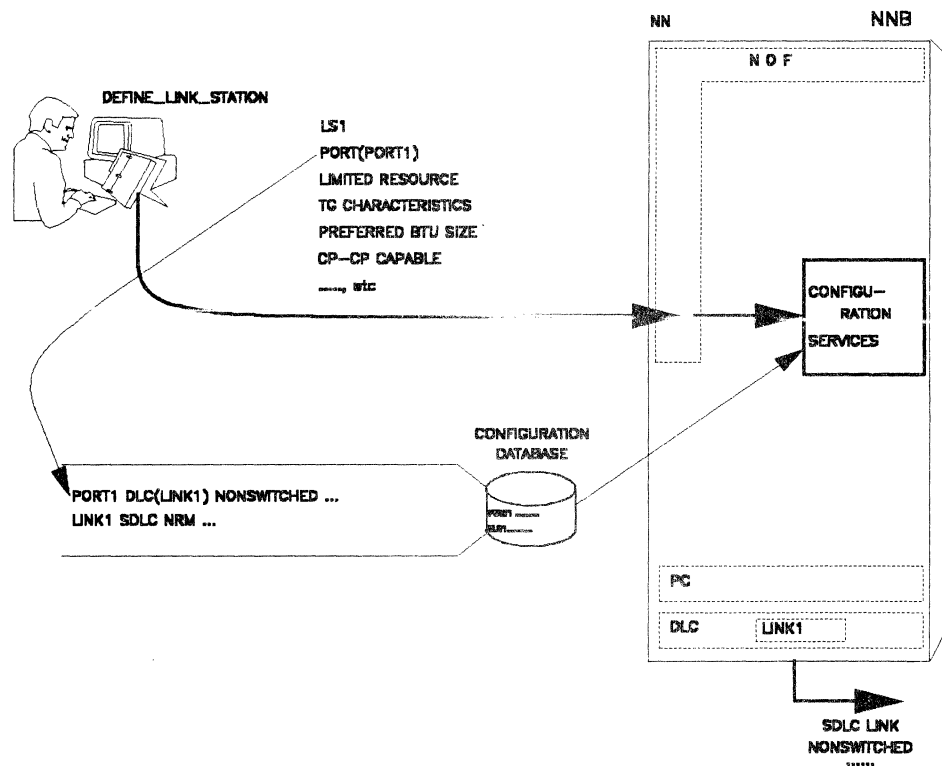 NN
NNB
N O F
DEFINE_LINK_STATION
LS1
PORT(PORT1)
LIMITED RESOURCE
TG CHARACTERISTICS
PREFERRED BTU SIZE
CP-CP CAPABLE
....., etc
CONFIGU-
RATION
SERVICES
CONFIGURATION
DATABASE
PORT1 DLC(LINK1) NONSWITCHED ...
LINK1 SDLC NRM ...
PC
DLC
LINK1
SDLC LINK
NONSWITCHED